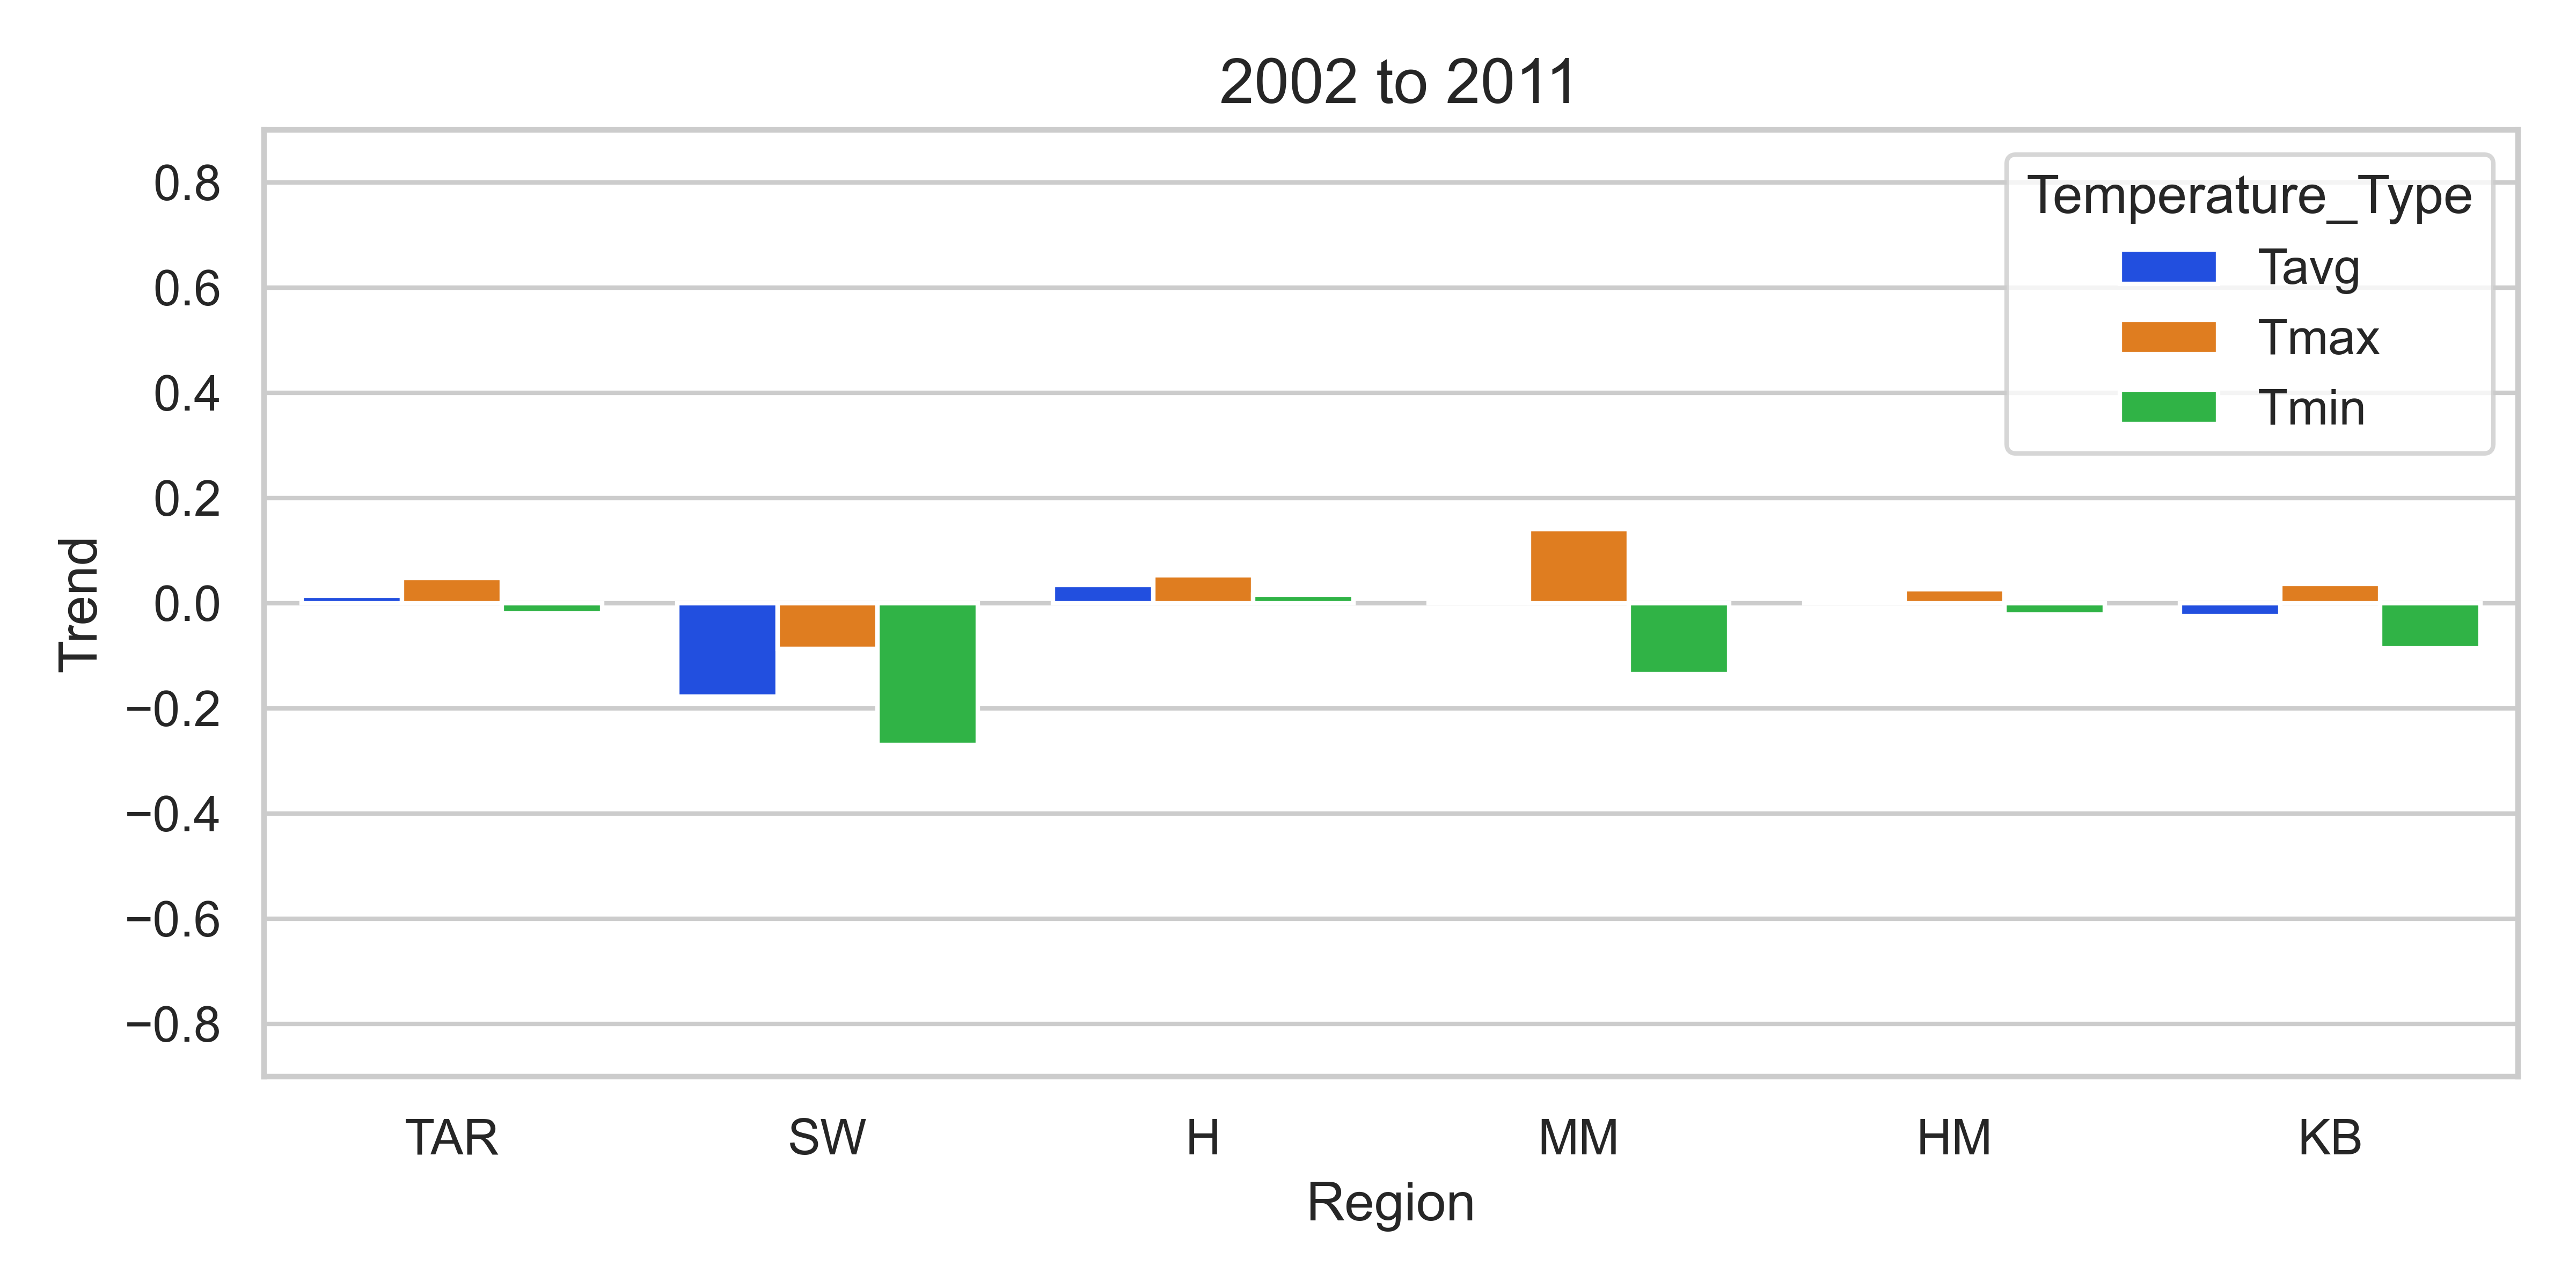 2002 to 2011
Temperature_Type
Tavg
Tmax
Tmin
0.8
0.6
0.4
0.2
0.0
−0.2
−0.4
−0.6
−0.8
Trend
TAR SW H MM HM KB
Region